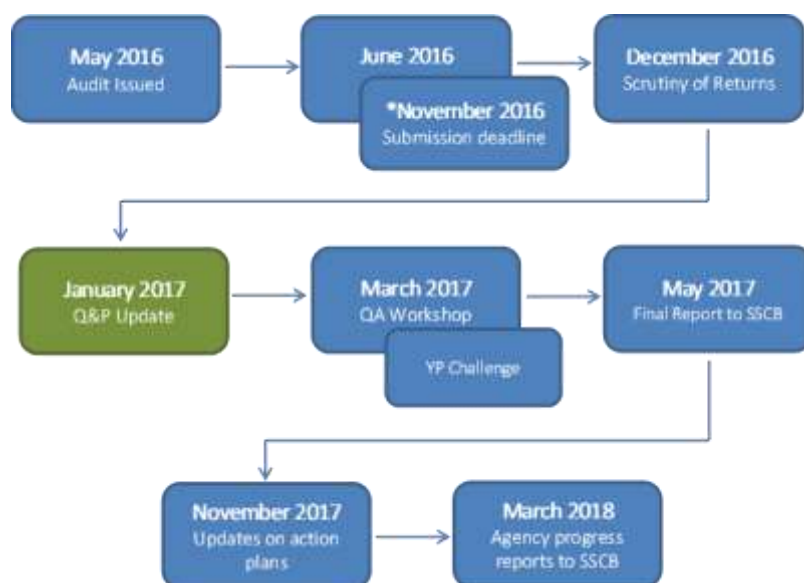 May 2016
Audit Issued
June 2016
*November 2016
Submission deadline
December 2016
Scrutiny of Returns
January 2017
Q&P Update
March 2017
QA Workshop
YP Challenge
May 2017
Final Report to SSCB
November 2017
Updates on action
plans
March 2018
Agency progress
reports to SSCB